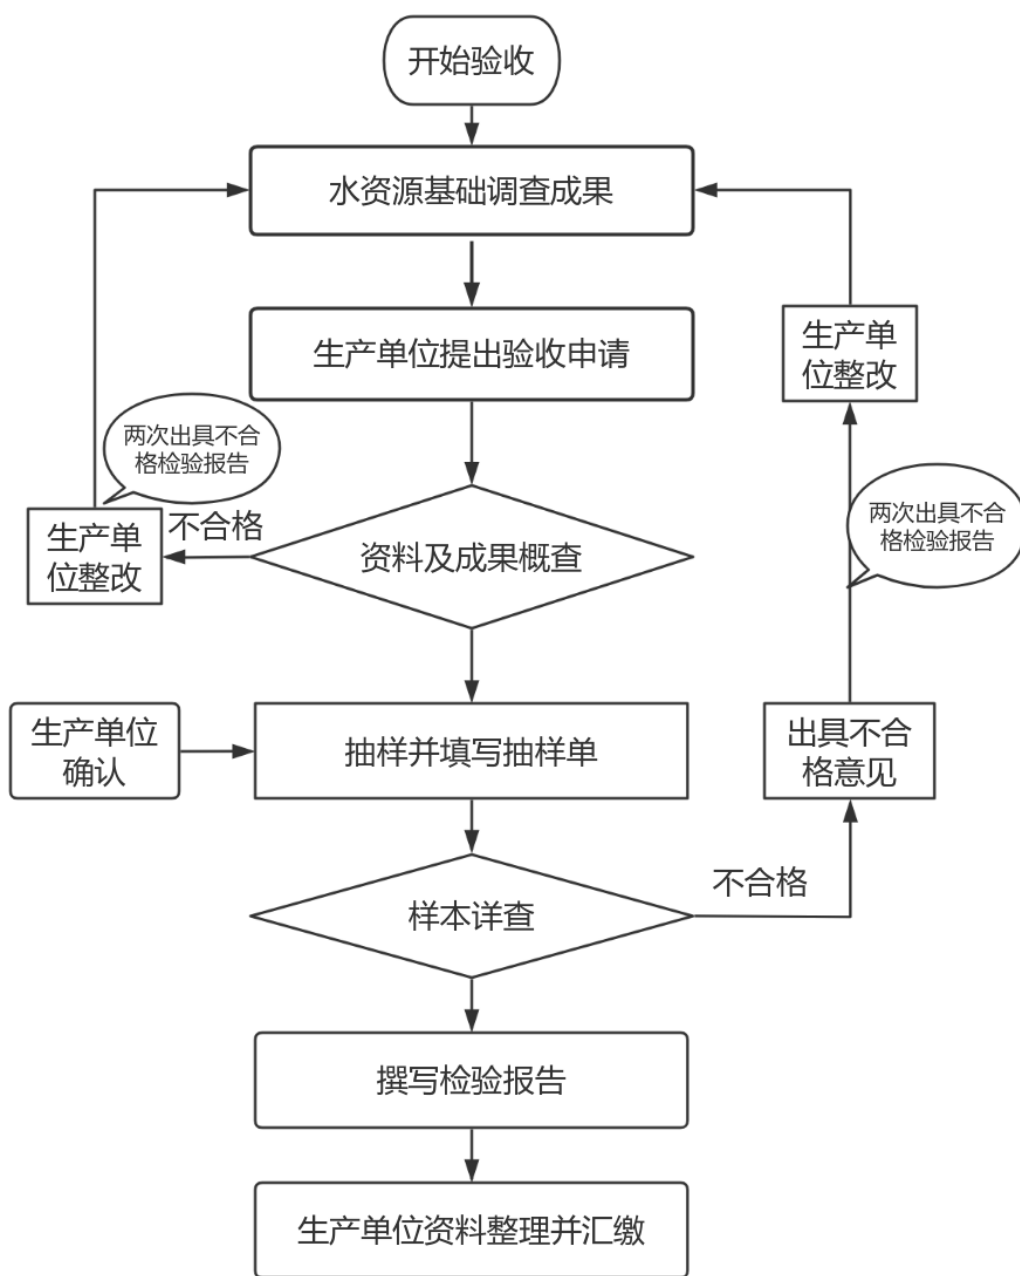 开始验收
水资源基础调查成果
生产单位提出验收申请
生产单
位整改
两次出具不合
格检验报告
不合格
生产单
位整改
资料及成果概查
两次出具不合
格检验报告
生产单位
确认
抽样并填写抽样单
出具不合
格意见
不合格
样本详查
撰写检验报告
生产单位资料整理并汇缴